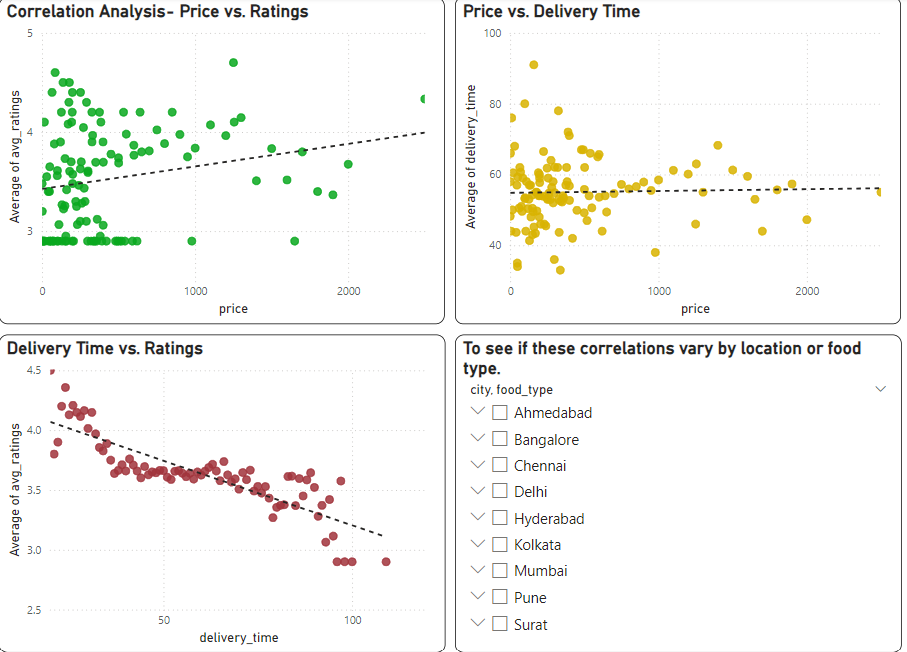 Correlation Analysis- Price vs. Ratings
5
4
3
Average of avg_ratings
0
1000
2000
price
Price vs. Delivery Time
100
80
60
40
Average of delivery_time
0
1000
2000
price
Delivery Time vs. Ratings
4.5
4.0
3.5
3.0
2.5
Average of avg_ratings
50
100
delivery_time
To see if these correlations vary by location or food
type.
city, food_type
Ahmedabad
Bangalore
Chennai
Delhi
Hyderabad
Kolkata
Mumbai
Pune
Surat